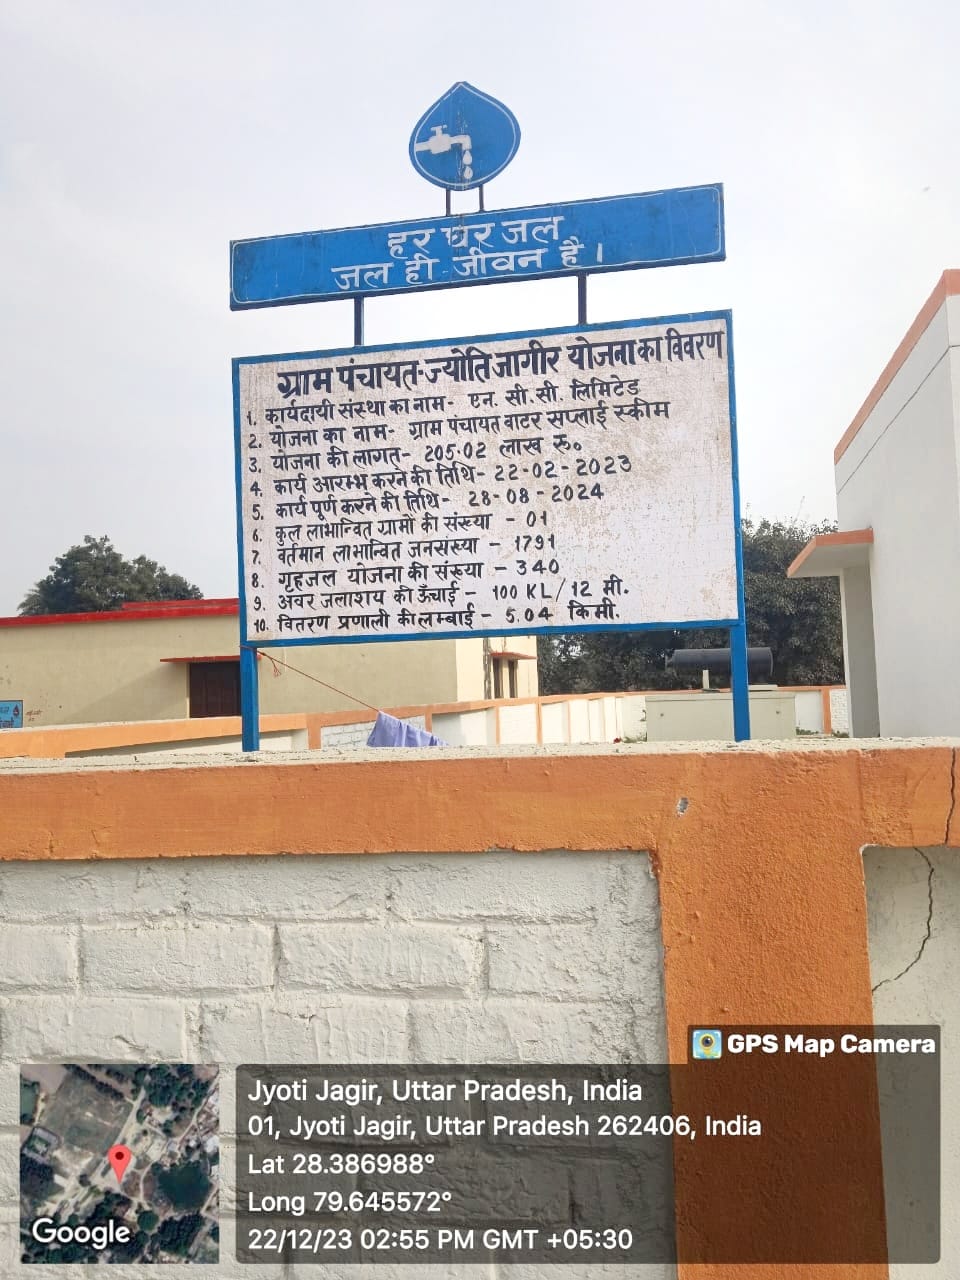 हर घर जल
जल ही जीवन है।
ग्राम पंचायत-ज्योति जागीर योजना का विवरण
1. कार्यदायी संस्था का नाम- एन. सी. सी. लिमिटेड
2. योजना का नाम- ग्राम पंचायत वाटर सप्लाई स्कीम
3. योजना की लागत- 205.02 लाख रू०
4. कार्य आरम्भ करने की तिथि- 22-02-2023
5. कार्य पूर्ण करने की तिथि- 28-08-2024
6. कुल लाभान्वित ग्रामों की संख्या - 01
7. वर्तमान लाभान्वित जनसंख्या - 1791
8. गृहजल योजना की संख्या - 340
9. अवर जलाशय की ऊँचाई - 100 KL/12 मी.
10. वितरण प्रणाली की लम्बाई - 5.04 किमी.
GPS Map Camera
Jyoti Jagir, Uttar Pradesh, India
01, Jyoti Jagir, Uttar Pradesh 262406, India
Lat 28.386988°
Long 79.645572°
22/12/23 02:55 PM GMT +05:30
Google